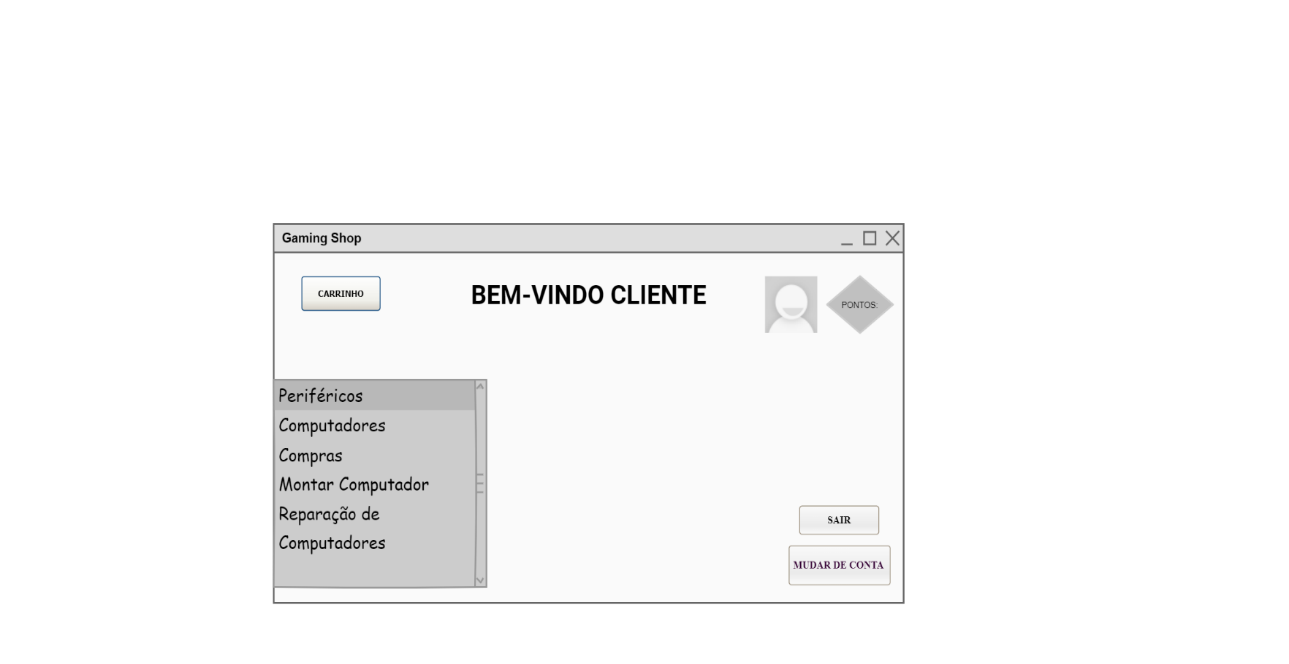 Gaming Shop
CARRINHO
BEM-VINDO CLIENTE
PONTOS:
Periféricos
Computadores
Compras
Montar Computador
Reparação de
Computadores
SAIR
MUDAR DE CONTA